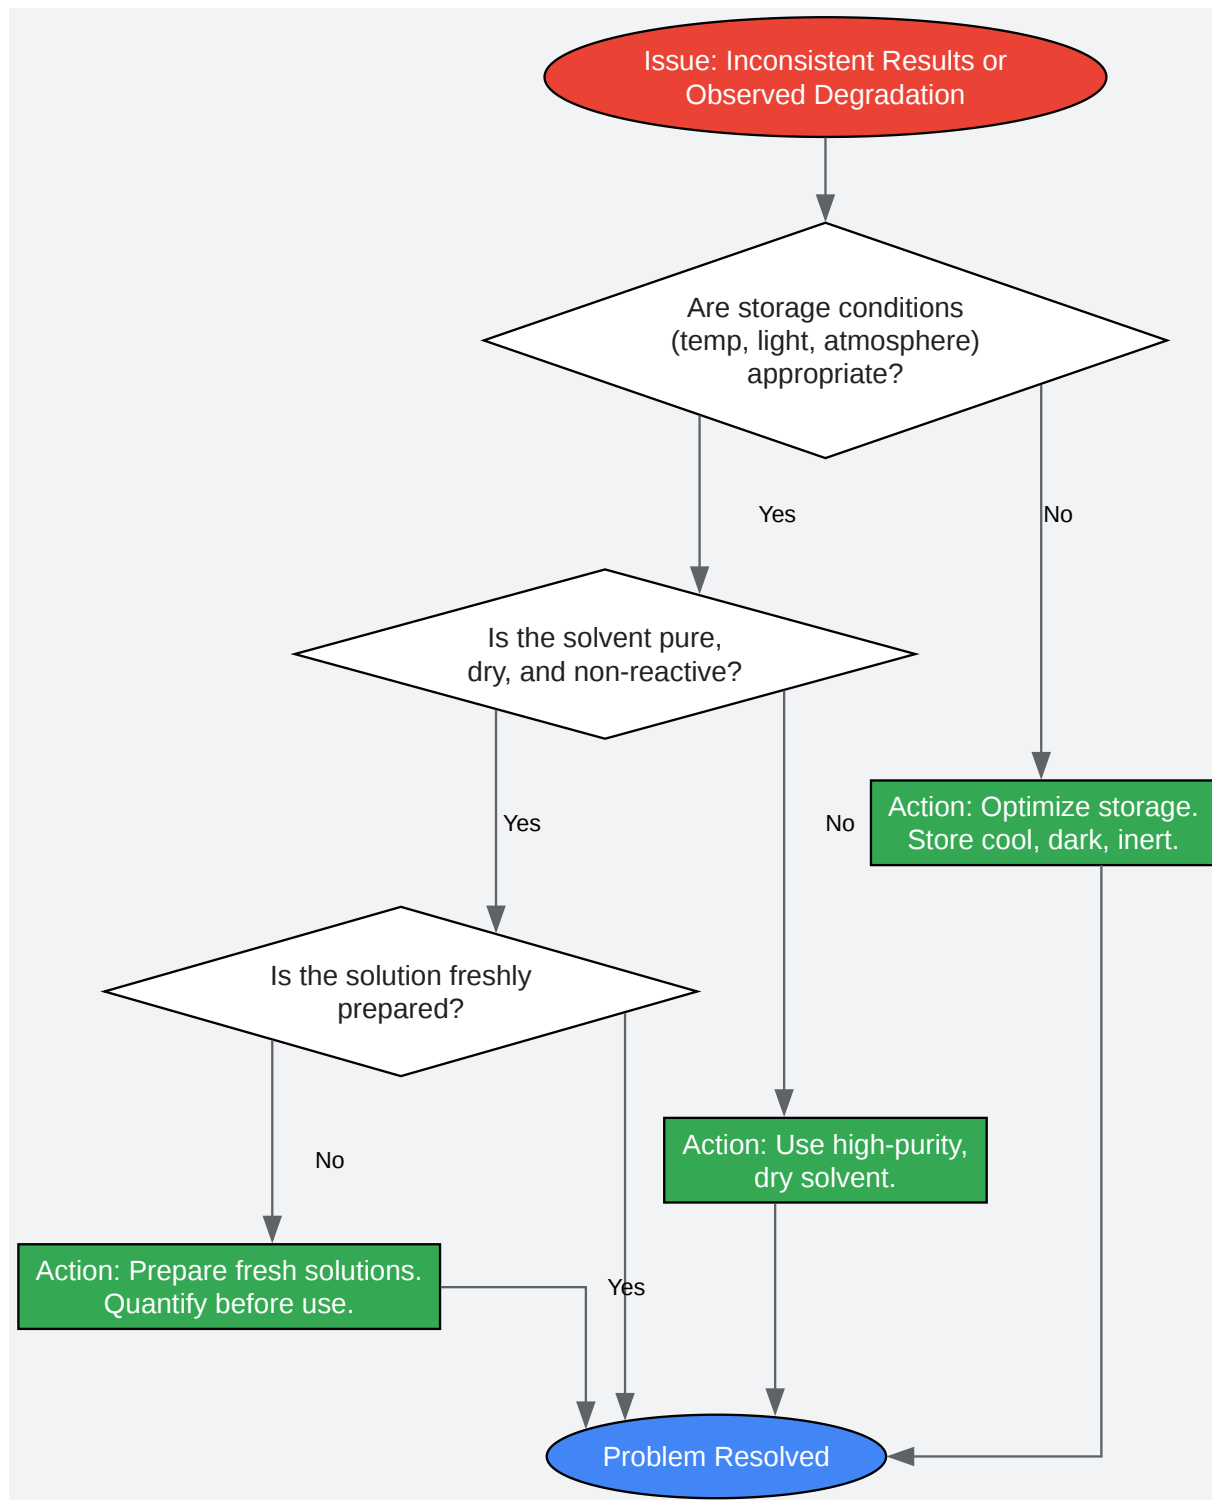 Issue: Inconsistent Results or
Observed Degradation
Are storage conditions
(temp, light, atmosphere)
appropriate?
Yes
No
Is the solvent pure,
dry, and non-reactive?
Yes
No
Action: Optimize storage.
Store cool, dark, inert.
Is the solution freshly
prepared?
No
Action: Use high-purity,
dry solvent.
Action: Prepare fresh solutions.
Quantify before use.
Yes
Problem Resolved